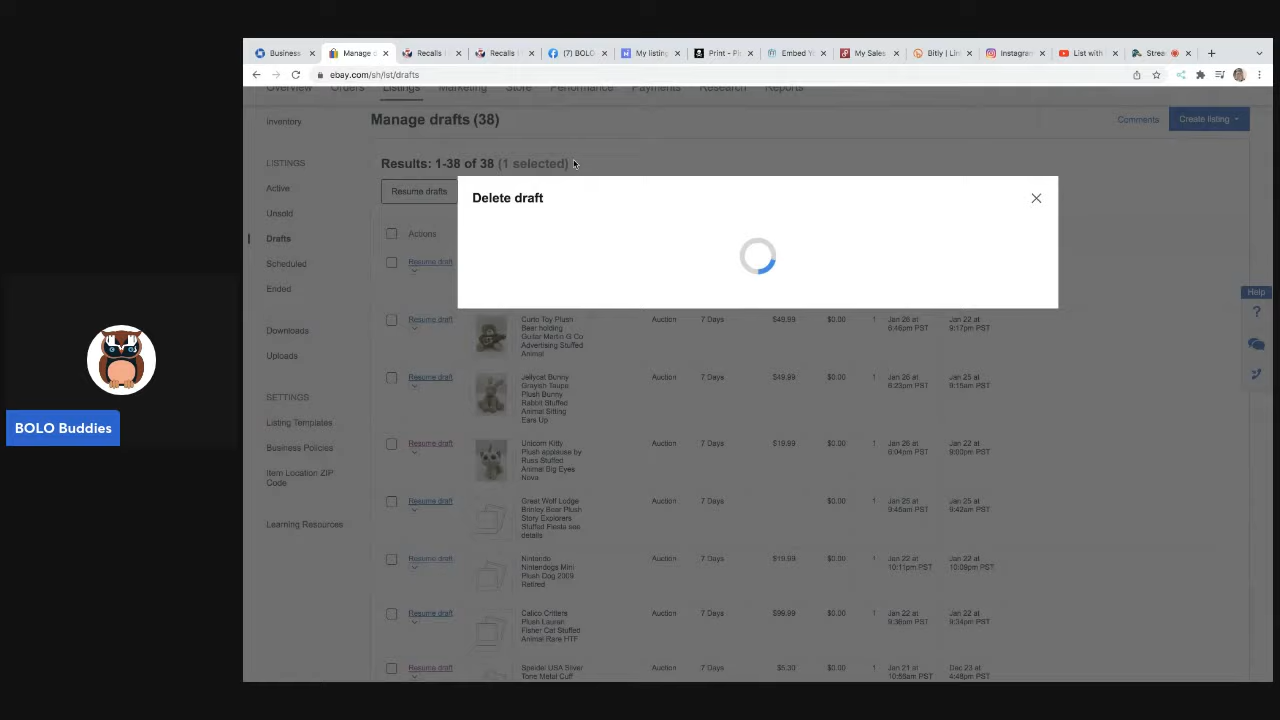 Business
Manage d
Recalls |
Recalls |
(7) BOLO
My listing
Print - Pi
Embed Yo
My Sales
Bitly | Lin
Instagram
List with
Strea
ebay.com/sh/lst/drafts
Overview
Orders
Listings
Marketing
Store
Performance
Payments
Research
Reports
Inventory
Manage drafts (38)
Comments
Create listing
LISTINGS
Results: 1-38 of 38 (1 selected)
Active
Resume drafts
Delete draft
Unsold
Drafts
Actions
Scheduled
Resume draft
Ended
Help
Resume draft
Curto Toy Plush
Bear holding
Guitar Martin G Co
Advertising Stuffed
Animal
Auction
7 Days
$49.99
$0.00
1
Jan 26 at
6:46pm PST
Jan 22 at
9:17pm PST
Downloads
Uploads
Resume draft
Jellycat Bunny
Grayish Taupe
Plush Bunny
Rabbit Stuffed
Animal Sitting
Ears Up
Auction
7 Days
$49.99
$0.00
1
Jan 26 at
6:23pm PST
Jan 25 at
9:15am PST
SETTINGS
Listing Templates
Business Policies
Item Location ZIP
Code
BOLO Buddies
Resume draft
Unicorn Kitty
Plush applause by
Russ Stuffed
Animal Big Eyes
Nova
Auction
7 Days
$19.99
$0.00
1
Jan 26 at
6:04pm PST
Jan 22 at
9:00pm PST
Learning Resources
Resume draft
Great Wolf Lodge
Brinley Bear Plush
Story Explorers
Stuffed Fiesta see
details
Auction
7 Days
$0.00
1
Jan 25 at
9:45am PST
Jan 25 at
9:42am PST
Resume draft
Nintendo
Nintendogs Mini
Plush Dog 2009
Retired
Auction
7 Days
$19.99
$0.00
1
Jan 22 at
10:11pm PST
Jan 22 at
10:09pm PST
Resume draft
Calico Critters
Plush Lauren
Fisher Cat Stuffed
Animal Rare HTF
Auction
7 Days
$99.99
$0.00
1
Jan 22 at
9:36pm PST
Jan 22 at
9:34pm PST
Resume draft
Speidel USA Silver
Tone Metal Cuff
Auction
7 Days
$5.30
$0.00
1
Jan 21 at
10:59am PST
Dec 23 at
4:48pm PST